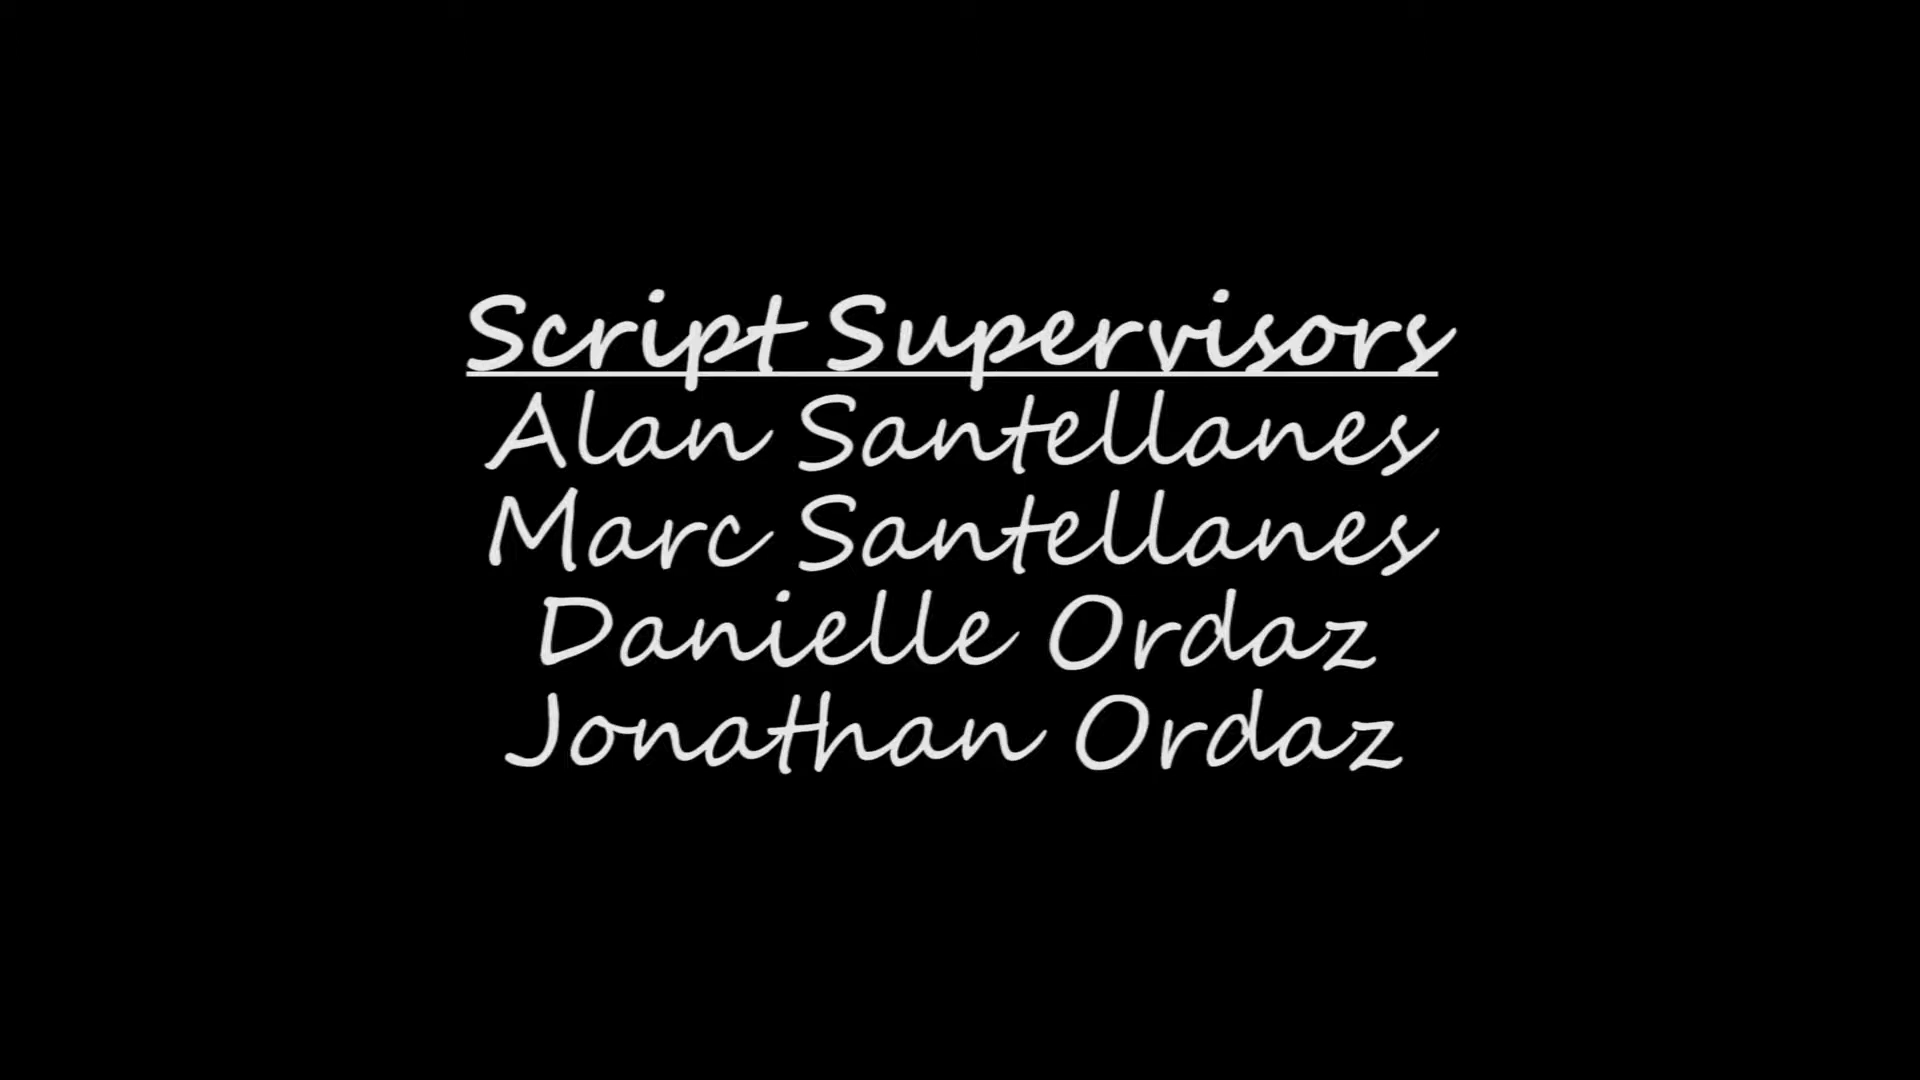 Script Supervisors
Alan Santellanes
Marc Santellanes
Danielle Ordaz
Jonathan Ordaz